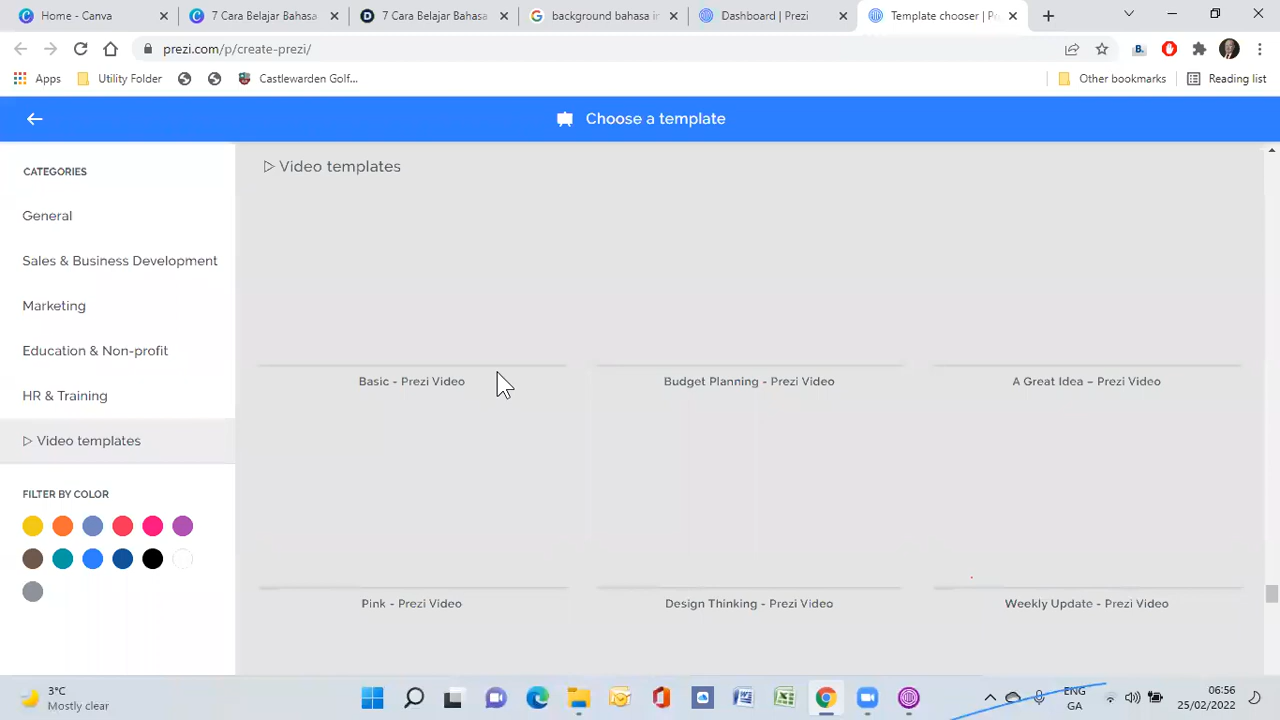 Home - Canva
7 Cara Belajar Bahasa
7 Cara Belajar Bahasa
background bahasa in
Dashboard | Prezi
Template chooser | Pr
prezi.com/p/create-prezi/
Apps
Utility Folder
Castlewarden Golf...
Other bookmarks
Reading list
Choose a template
CATEGORIES
General
Sales & Business Development
Marketing
Education & Non-profit
HR & Training
Video templates
FILTER BY COLOR
Video templates
Basic - Prezi Video
Budget Planning - Prezi Video
A Great Idea – Prezi Video
Pink - Prezi Video
Design Thinking - Prezi Video
Weekly Update - Prezi Video
3°C
Mostly clear
ENG
GA
06:56
25/02/2022